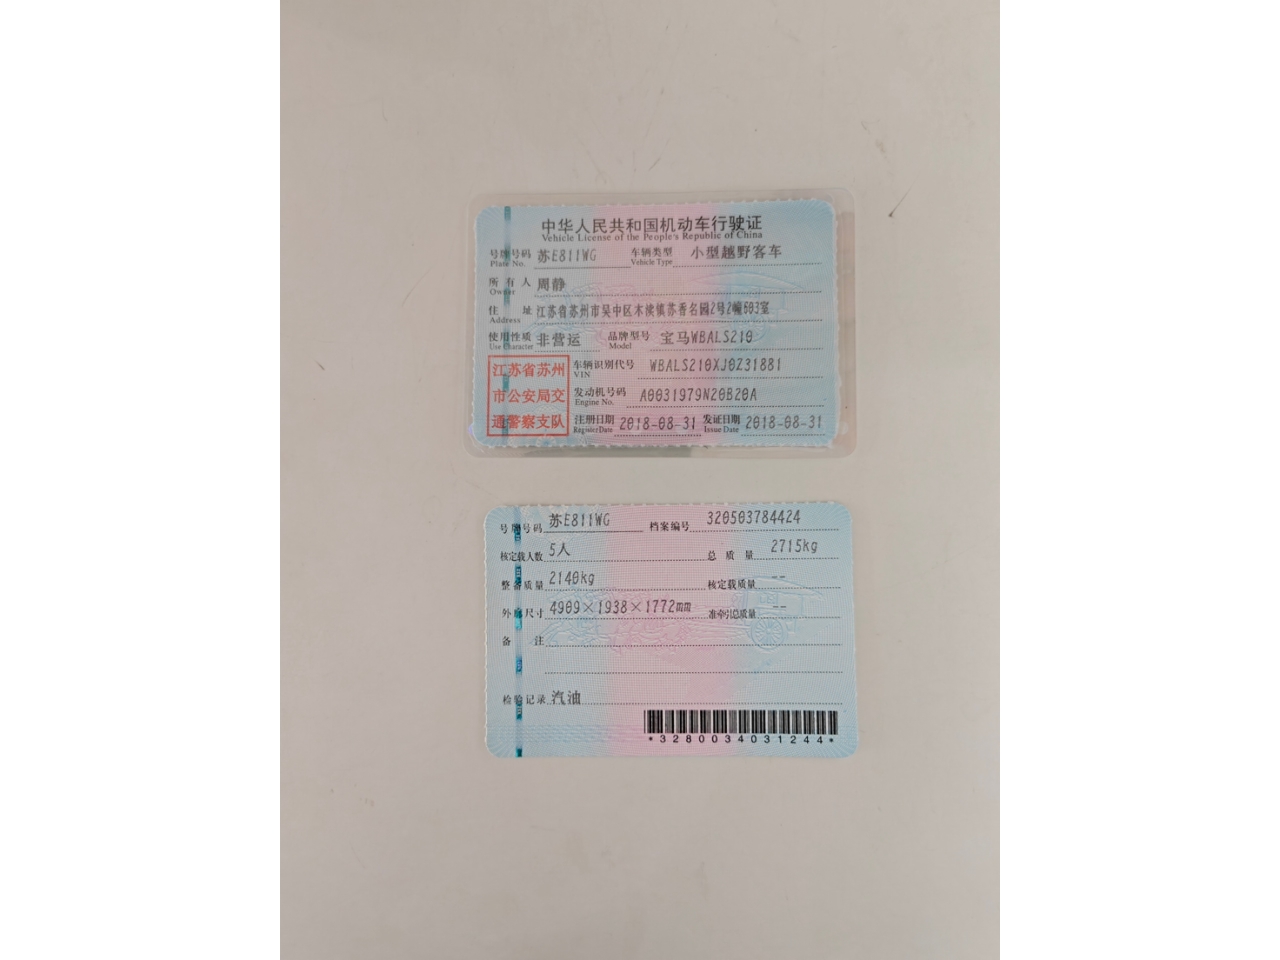 中华人民共和国机动车行驶证
Vehicle License of the People's Republic of China
号牌号码 Plate No. 苏E811WG 车辆类型 Vehicle Type 小型越野客车
所有人 Owner 周静
住址 Address 江苏省苏州市吴中区木渎镇苏香名园2号2幢603室
使用性质 Use Character 非营运 品牌型号 Model 宝马WBALS210
江苏省苏州
市公安局交
通警察支队
车辆识别代号 VIN WBALS210XJ0Z31881
发动机号码 Engine No. A0031979N20B20A
注册日期 Register Date 2018-08-31 发证日期 Issue Date 2018-08-31
号牌号码 苏E811WG 档案编号 320503784424
核定载人数 5人 总质量 2715kg
整备质量 2140kg 核定载质量 --
外廓尺寸 4909×1938×1772mm 准牵引总质量 --
备注
检验记录 汽油
*3280034031244*